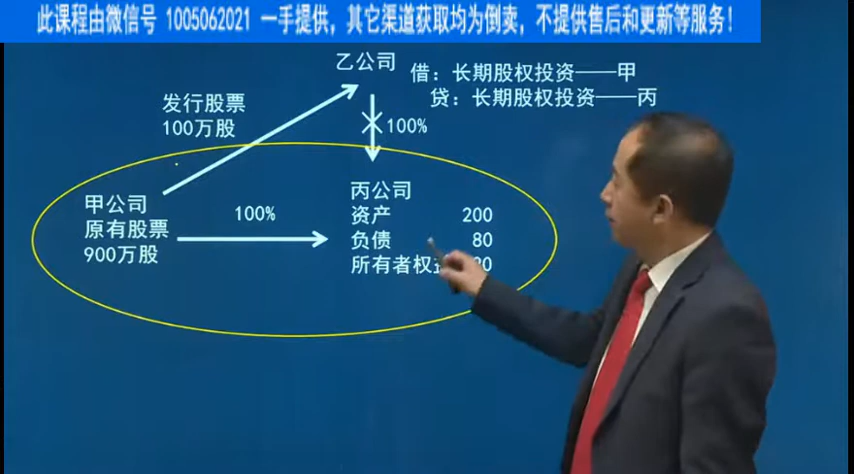 此课程由微信号 1005062021 一手提供，其它渠道获取均为倒卖，不提供售后和更新等服务！
乙公司
借：长期股权投资——甲
贷：长期股权投资——丙
发行股票
100万股
100%
甲公司
原有股票
900万股
100%
丙公司
资产 200
负债 80
所有者权